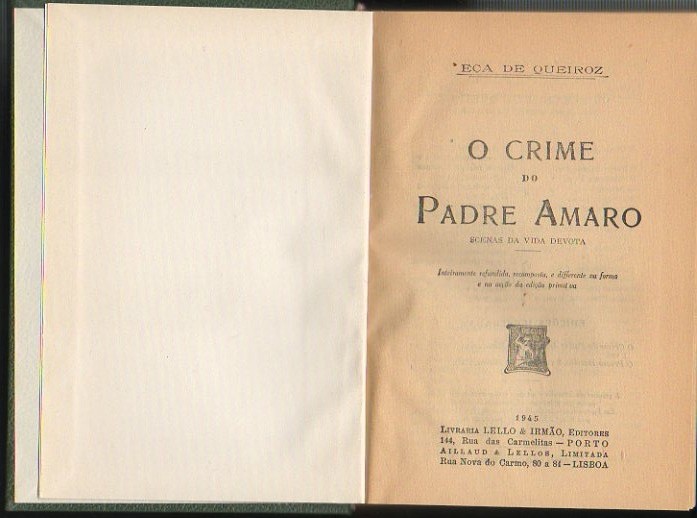 EÇA DE QUEIROZ
O CRIME
DO
PADRE AMARO
SCENAS DA VIDA DEVOTA
Inteiramente refundida, recomposta, e differente na forma
e na acção da edição primitiva
1945
LIVRARIA LELLO & IRMÃO, EDITORES
144, Rua das Carmelitas — PORTO
AILLAUD & LELLOS, LIMITADA
Rua Nova do Carmo, 80 a 84 — LISBOA